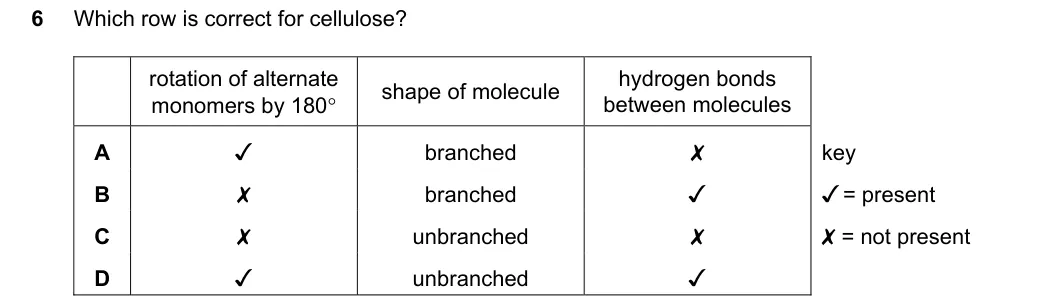 6 Which row is correct for cellulose?
rotation of alternate monomers by 180° shape of molecule hydrogen bonds between molecules
A ✓ branched ✗ key
B ✗ branched ✓ ✓ = present
C ✗ unbranched ✗ ✗ = not present
D ✓ unbranched ✓